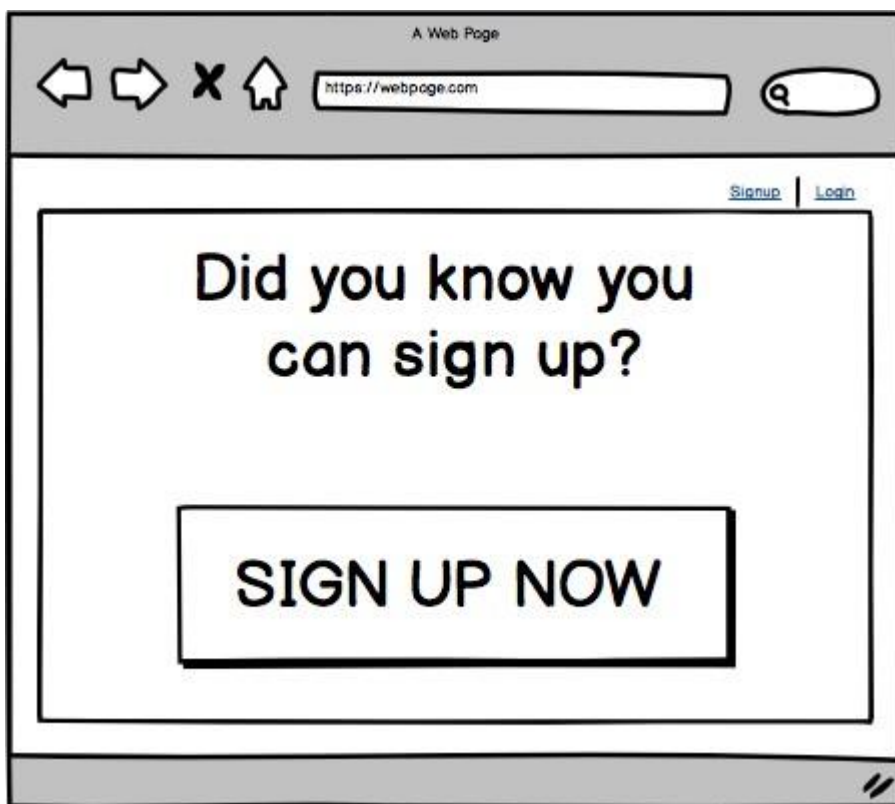 A Web Page
https://webpage.com
Signup | Login
Did you know you
can sign up?
SIGN UP NOW